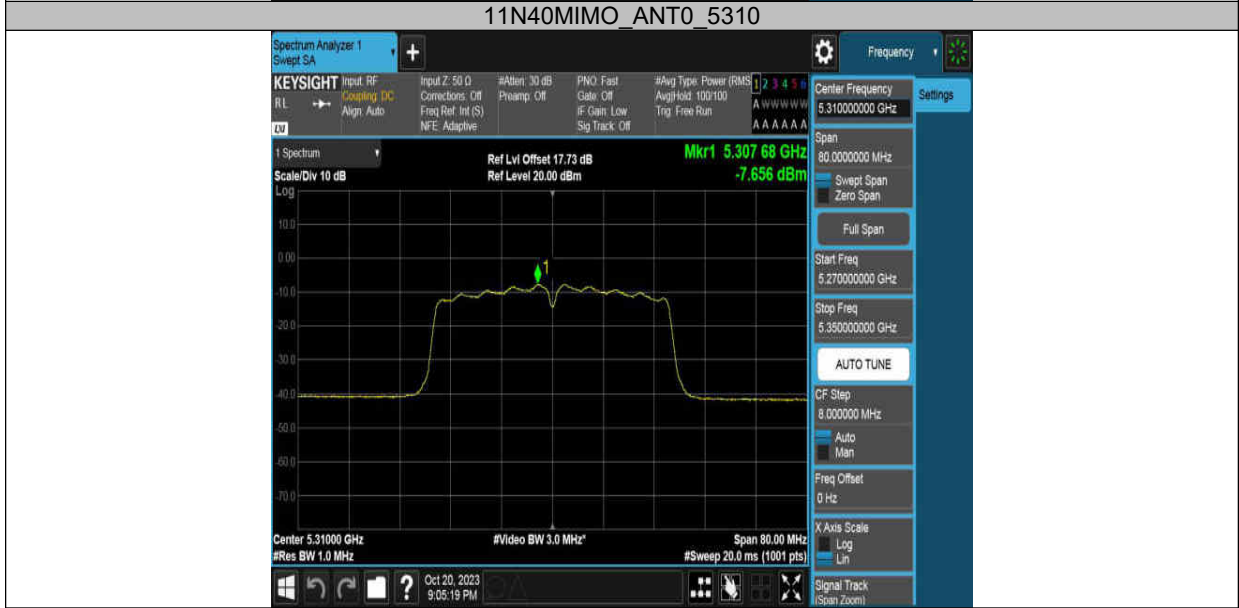 11N40MIMO_ANT0_5310
Spectrum Analyzer 1
Swept SA
+
Frequency
KEYSIGHT
RL
Input: RF
Coupling: DC
Align: Auto
Input Z: 50 Ω
Corrections: Off
Freq Ref: Int (S)
NFE: Adaptive
#Atten: 30 dB
Preamp: Off
PNO: Fast
Gate: Off
IF Gain: Low
Sig Track: Off
#Avg Type: Power (RMS
Avg|Hold: 100/100
Trig: Free Run
1 2 3 4 5 6
A W W W W W
A A A A A A
Center Frequency
5.310000000 GHz
Settings
Span
80.0000000 MHz
Swept Span
Zero Span
Full Span
Start Freq
5.270000000 GHz
Stop Freq
5.350000000 GHz
AUTO TUNE
CF Step
8.000000 MHz
Auto
Man
Freq Offset
0 Hz
X Axis Scale
Log
Lin
Signal Track
(Span Zoom)
1 Spectrum
Scale/Div 10 dB
Ref Lvl Offset 17.73 dB
Ref Level 20.00 dBm
Mkr1 5.307 68 GHz
-7.656 dBm
Log
10.0
0.00
-10.0
-20.0
-30.0
-40.0
-50.0
-60.0
-70.0
1
Center 5.31000 GHz
#Res BW 1.0 MHz
#Video BW 3.0 MHz*
Span 80.00 MHz
#Sweep 20.0 ms (1001 pts)
?
Oct 20, 2023
9:05:19 PM